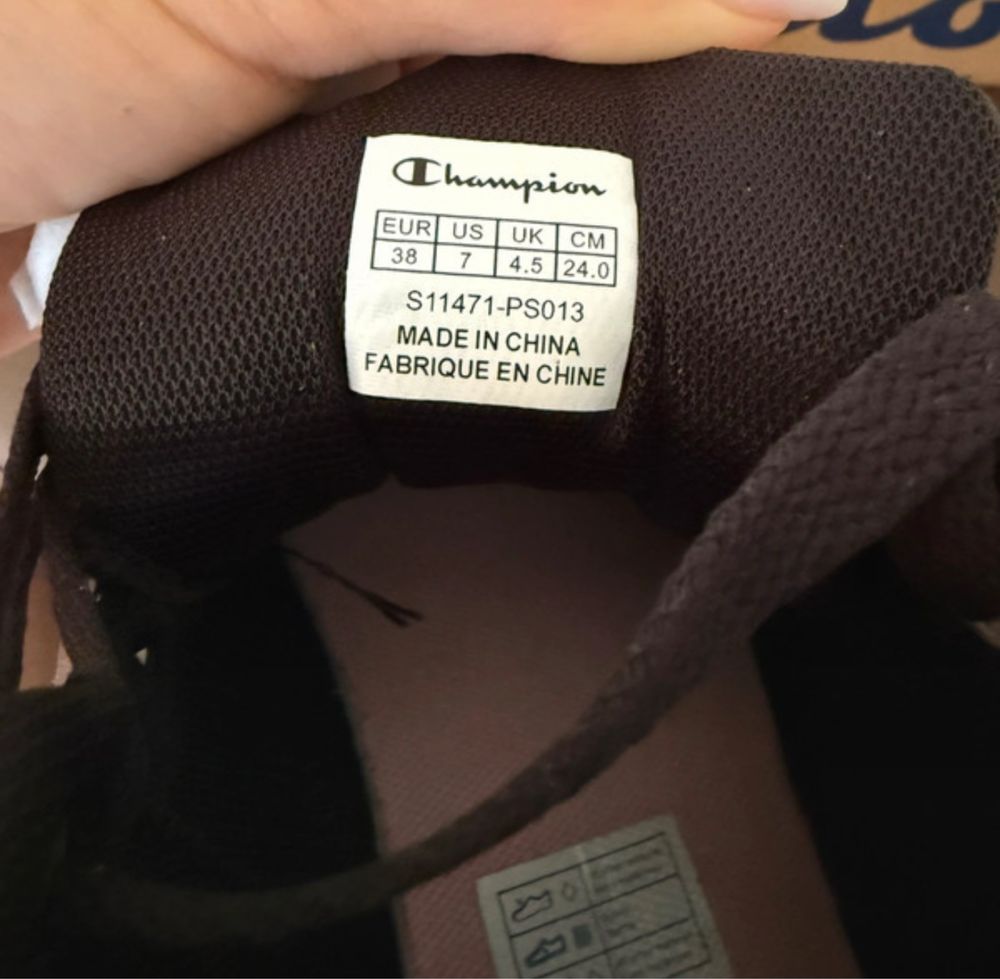 Champion
EUR US UK CM
38 7 4.5 24.0
S11471-PS013
MADE IN CHINA
FABRIQUE EN CHINE